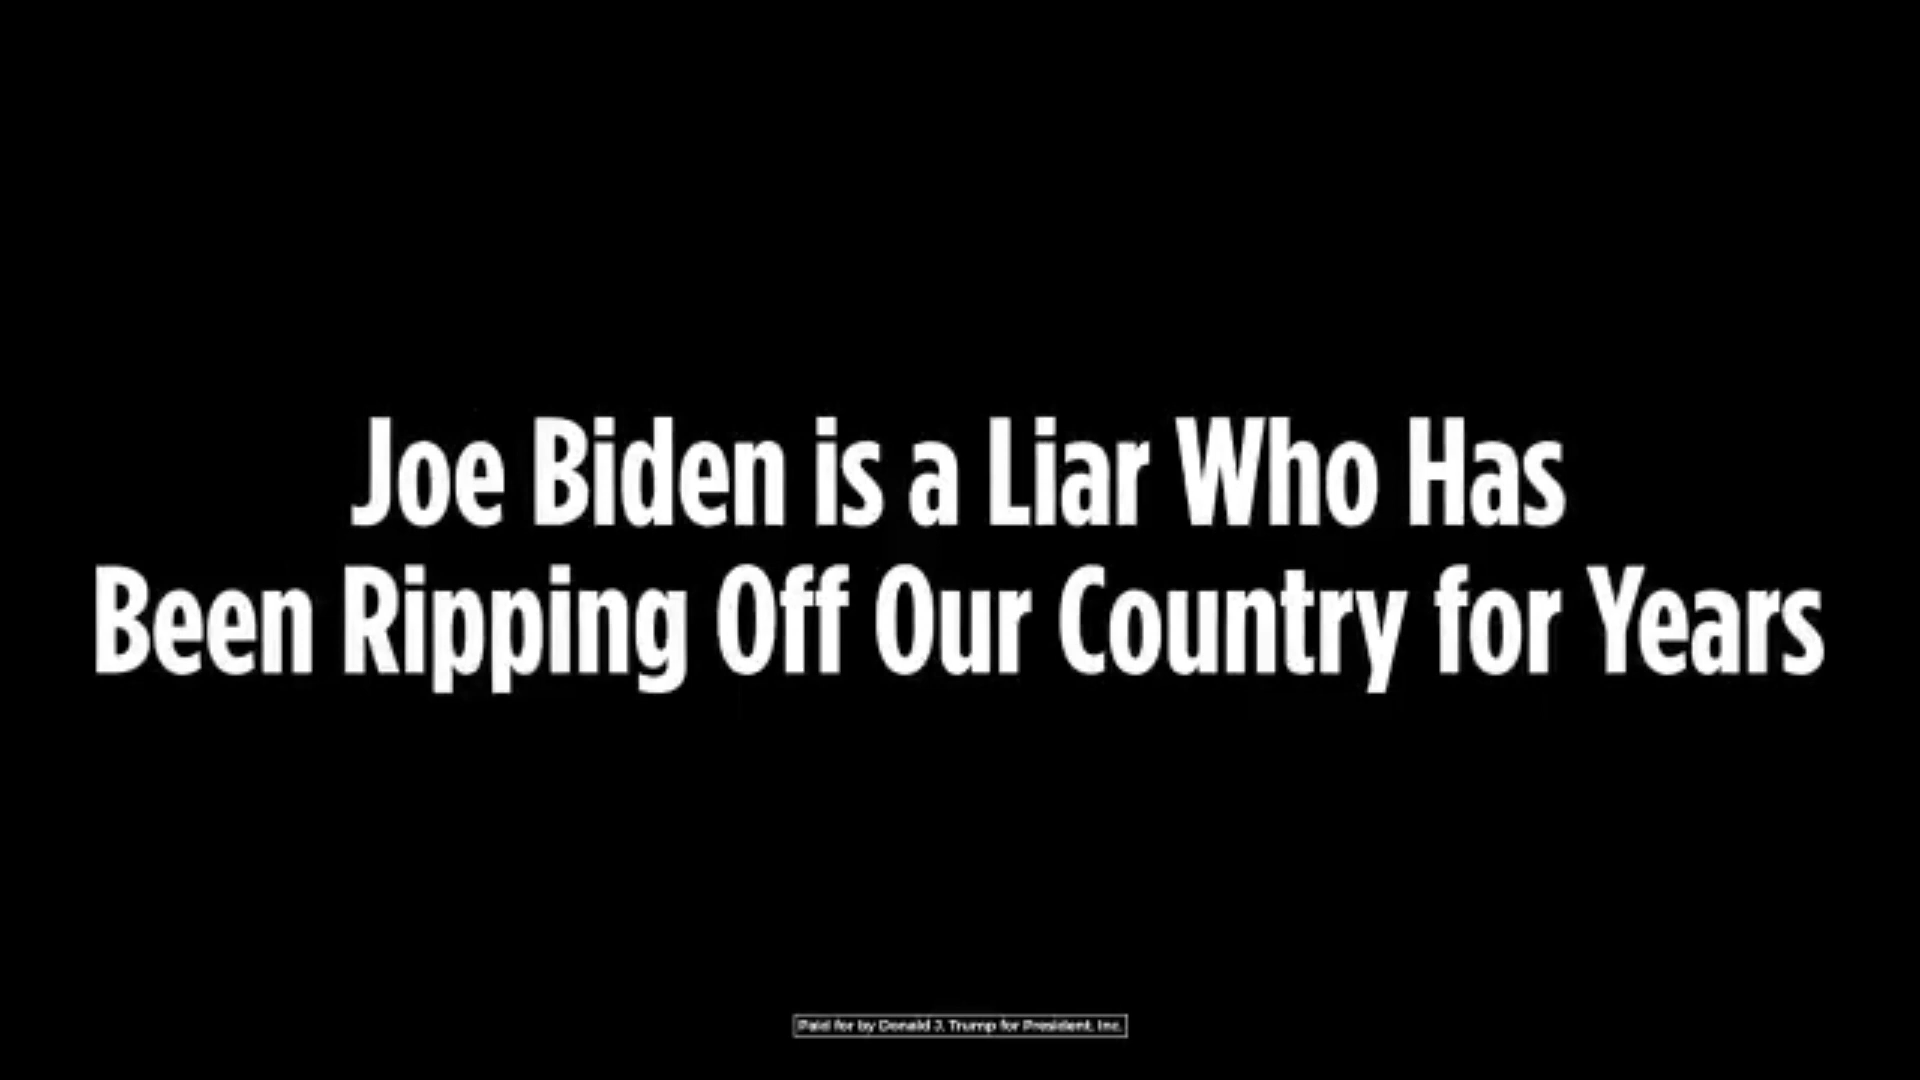 Joe Biden is a Liar Who Has
Been Ripping Off Our Country for Years
Paid for by Donald J. Trump for President, Inc.